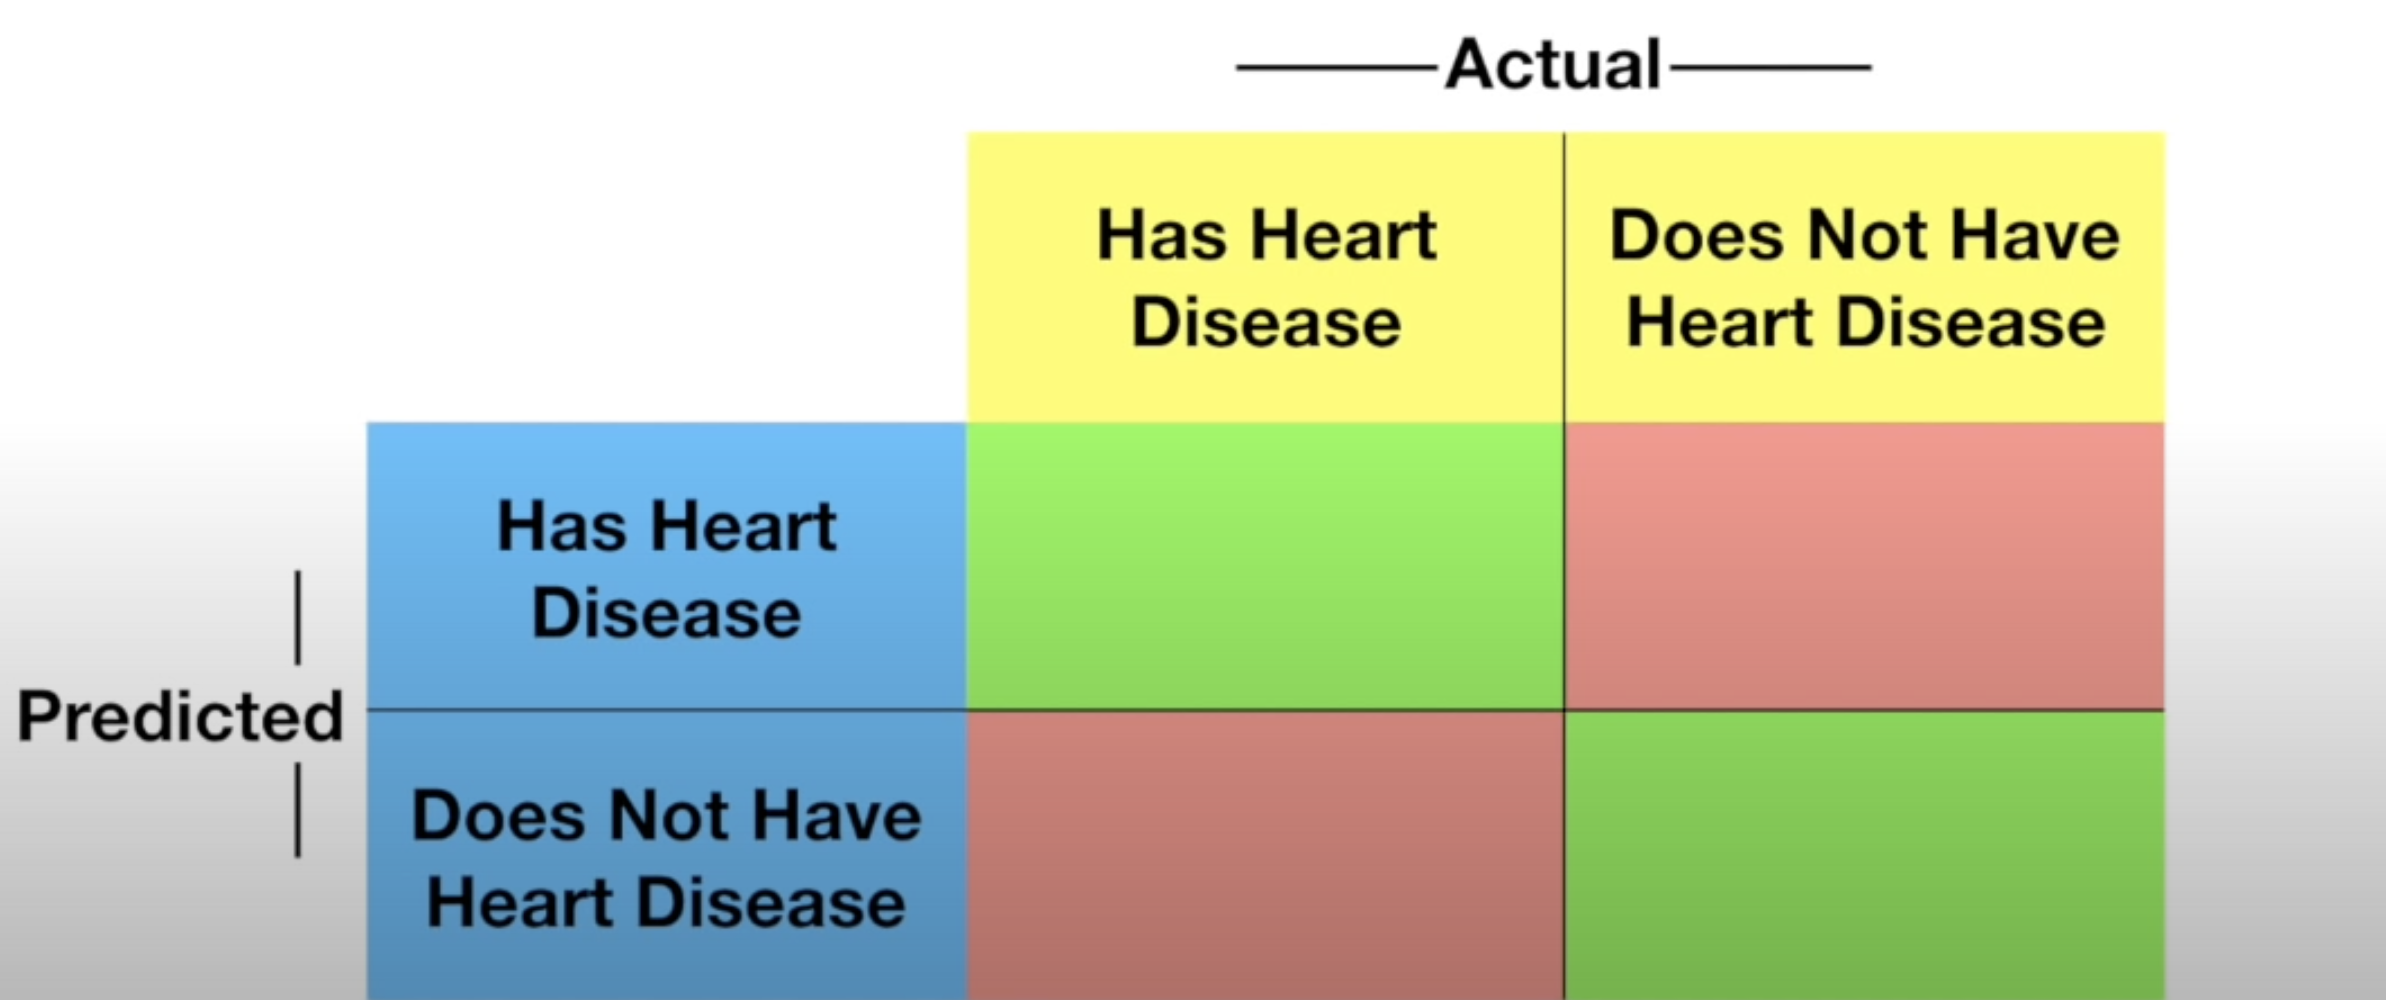 Actual
Has Heart
Disease
Does Not Have
Heart Disease
Has Heart
Disease
Predicted
Does Not Have
Heart Disease